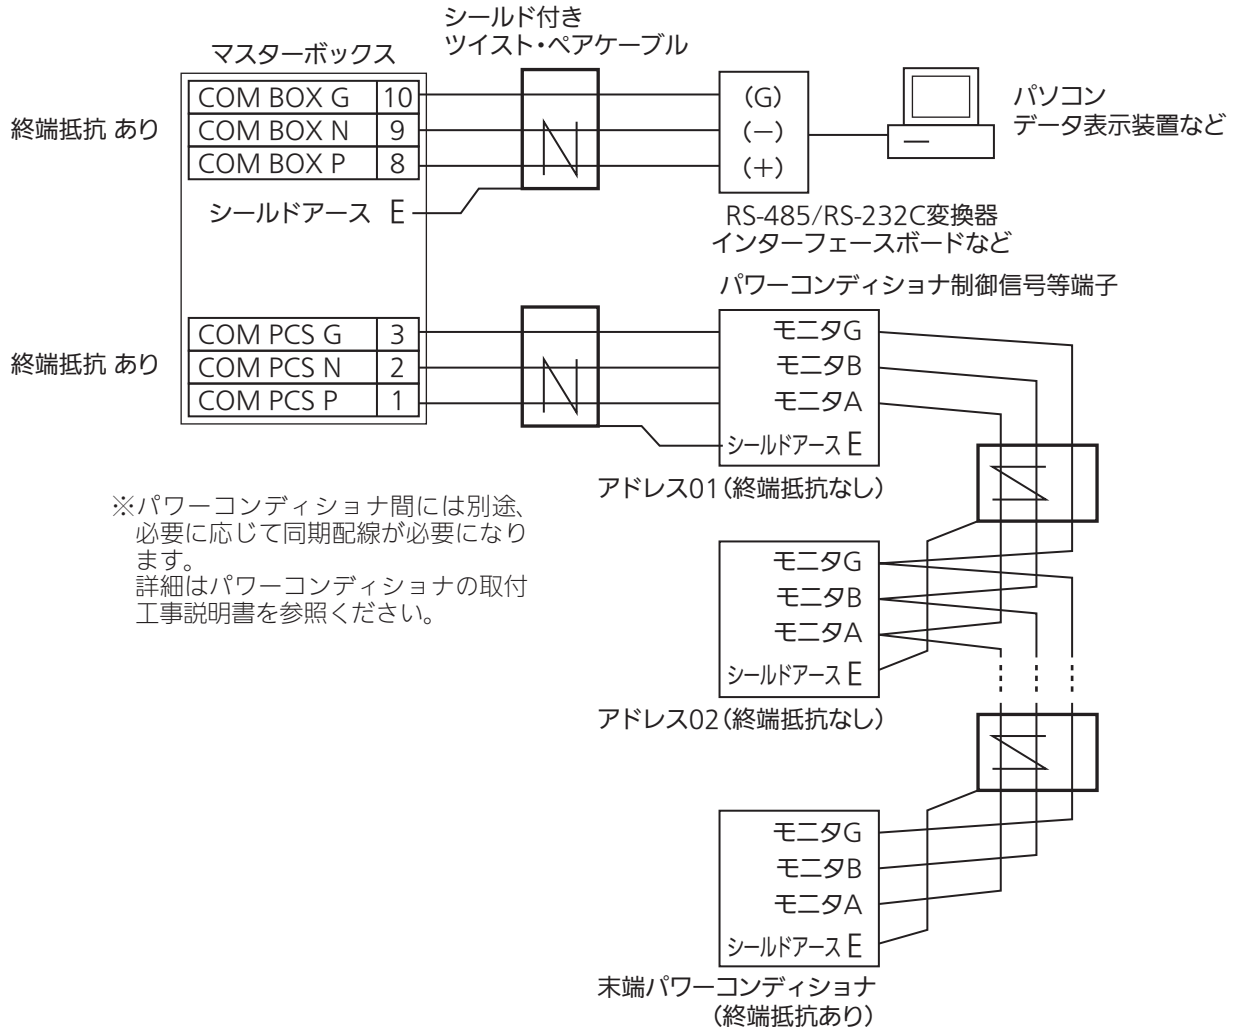 シールド付き
ツイスト・ペアケーブル
マスターボックス
終端抵抗 あり
COM BOX G 10
COM BOX N 9
COM BOX P 8
シールドアース E
(G)
(−)
(+)
パソコン
データ表示装置など
RS-485/RS-232C変換器
インターフェースボードなど
パワーコンディショナ制御信号等端子
終端抵抗 あり
COM PCS G 3
COM PCS N 2
COM PCS P 1
モニタG
モニタB
モニタA
シールドアース E
アドレス01（終端抵抗なし）
※パワーコンディショナ間には別途、
必要に応じて同期配線が必要になり
ます。
詳細はパワーコンディショナの取付
工事説明書を参照ください。
モニタG
モニタB
モニタA
シールドアース E
アドレス02（終端抵抗なし）
モニタG
モニタB
モニタA
シールドアース E
末端パワーコンディショナ
（終端抵抗あり）